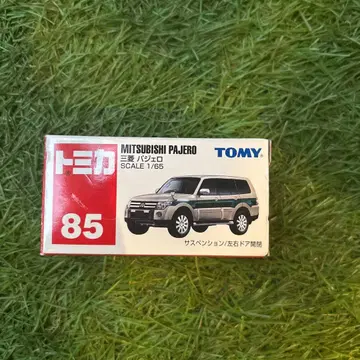 トミカ
85
MITSUBISHI PAJERO
三菱 パジェロ
SCALE 1/65
TOMY
サスペンション/左右ドア開閉